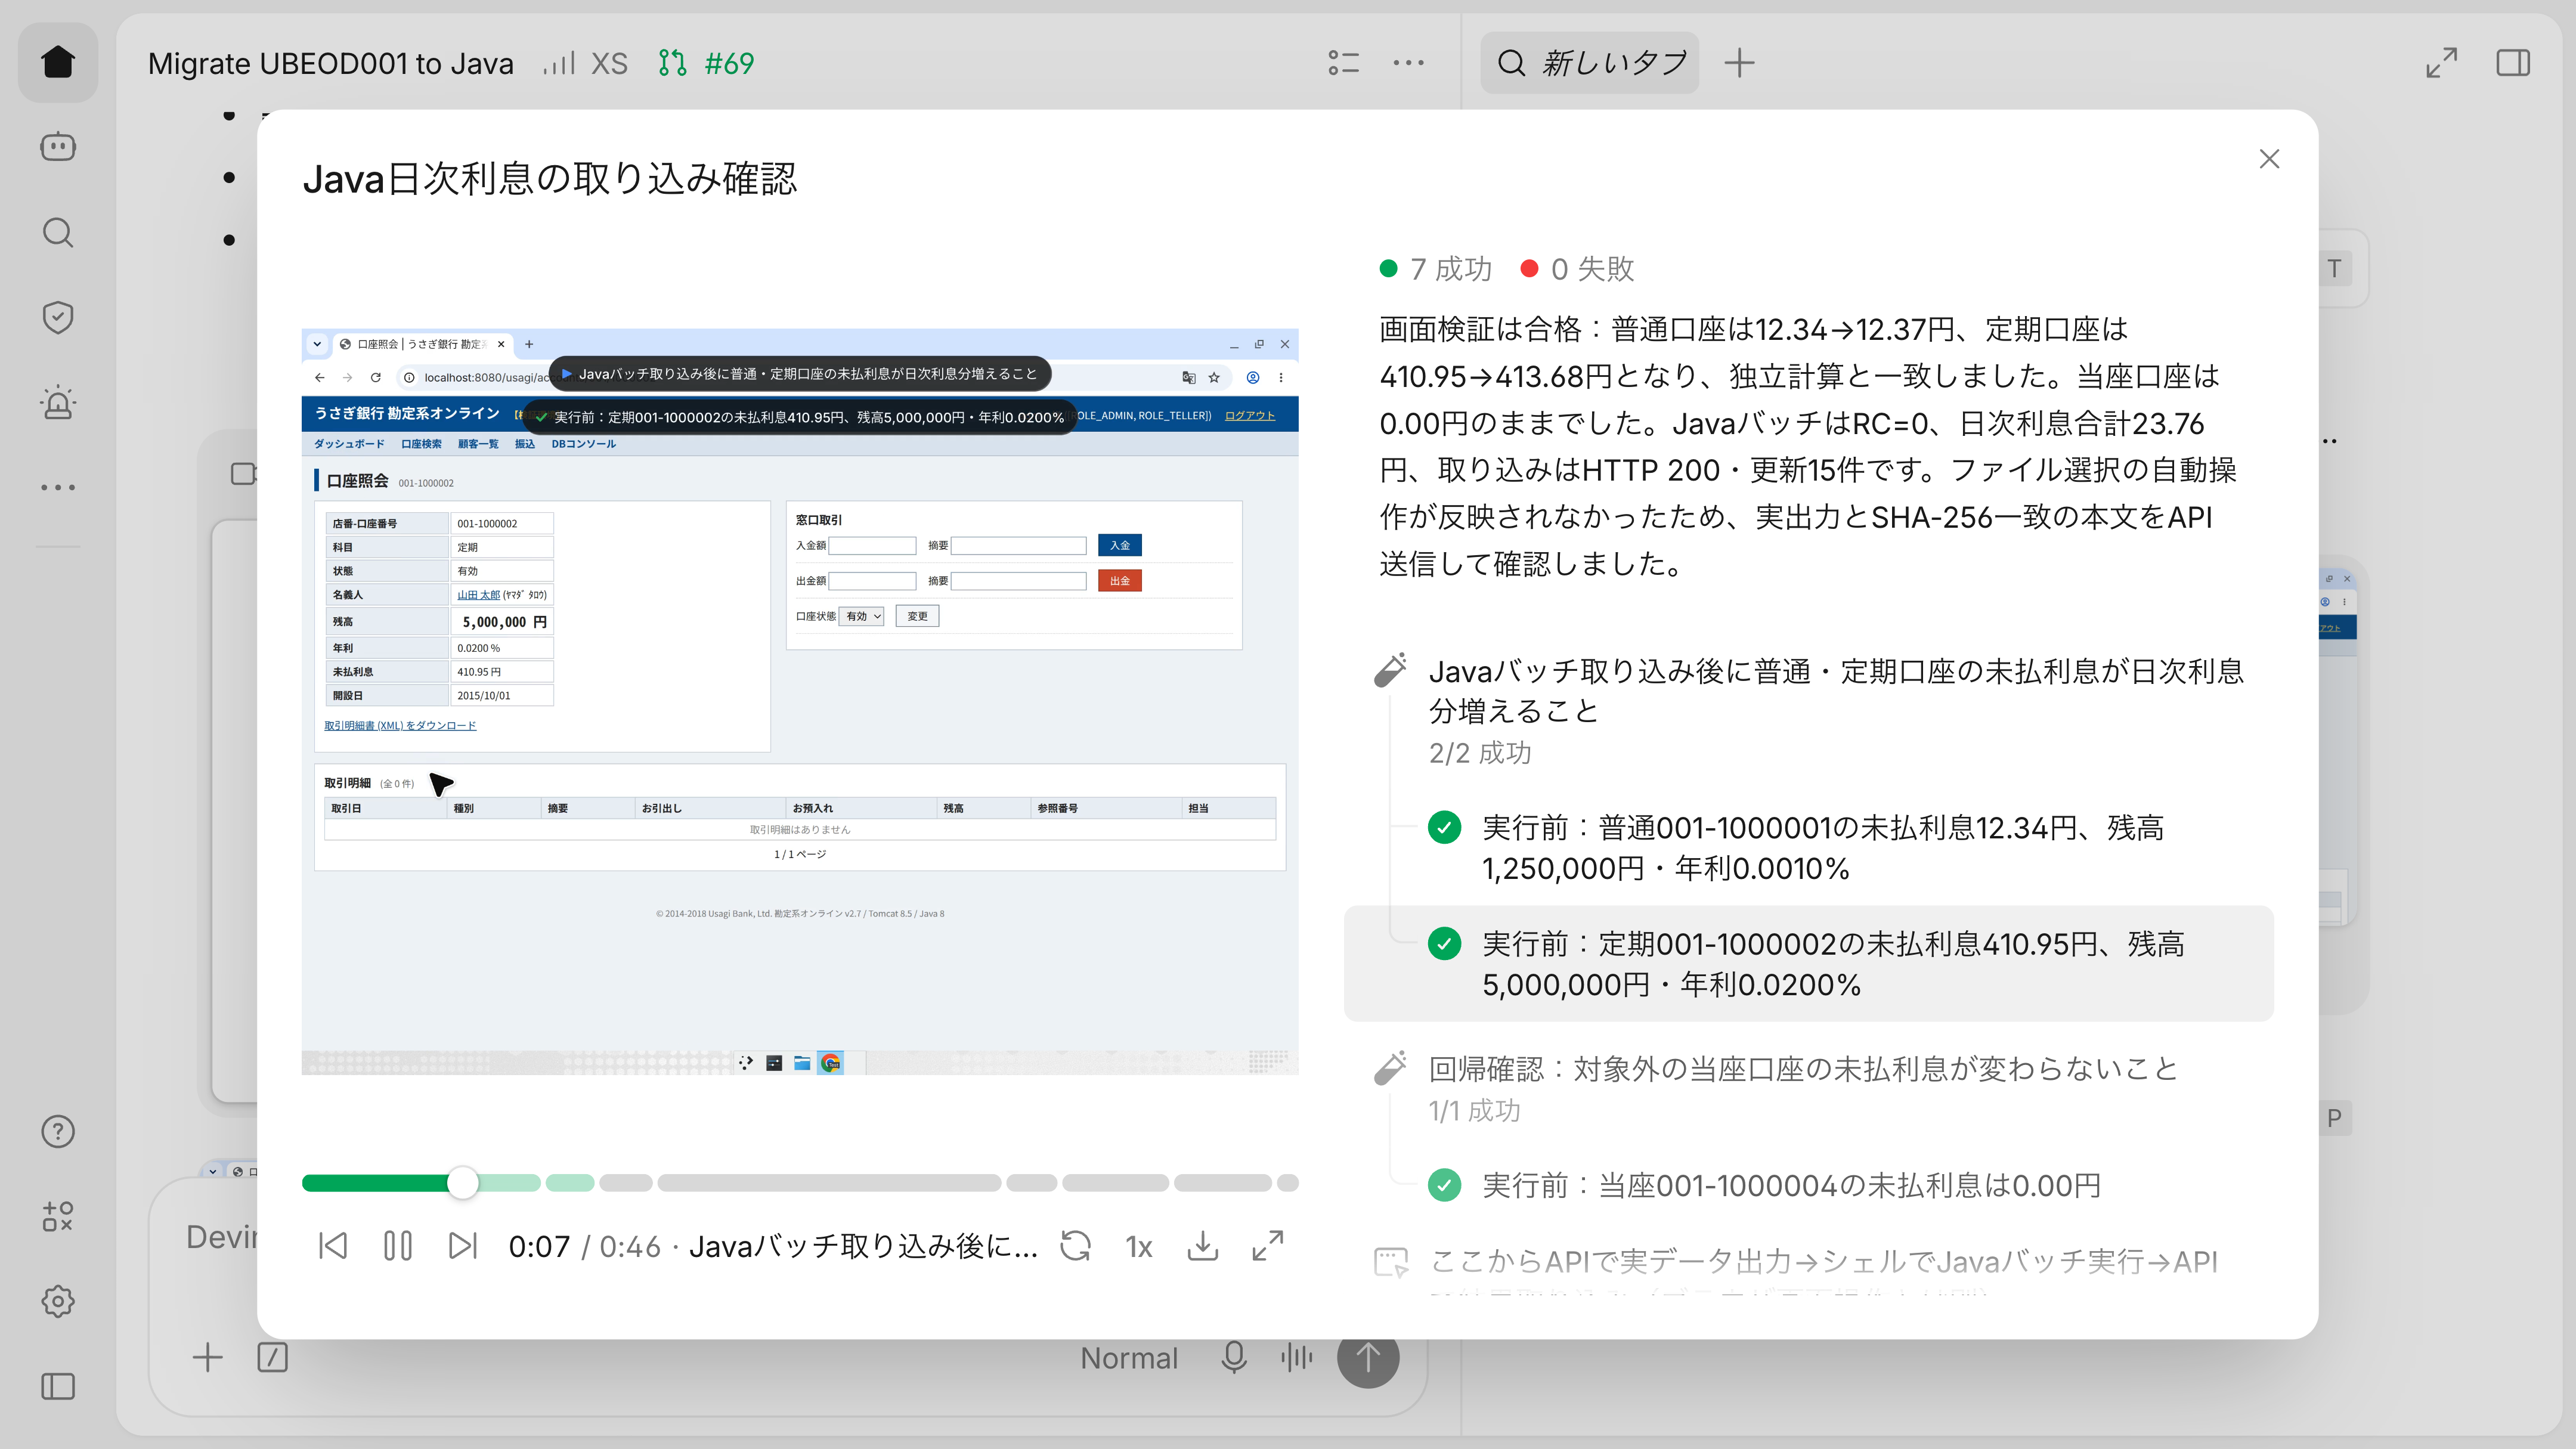 Migrate UBEOD001 to Java XS #69
新しいタブ
Java日次利息の取り込み確認
7 成功 0 失敗
画面検証は合格：普通口座は12.34→12.37円、定期口座は
410.95→413.68円となり、独立計算と一致しました。当座口座は
0.00円のままでした。JavaバッチはRC=0、日次利息合計23.76
円、取り込みはHTTP 200・更新15件です。ファイル選択の自動操
作が反映されなかったため、実出力とSHA-256一致の本文をAPI
送信して確認しました。
Javaバッチ取り込み後に普通・定期口座の未払利息が日次利息
分増えること
2/2 成功
実行前：普通001-1000001の未払利息12.34円、残高
1,250,000円・年利0.0010%
実行前：定期001-1000002の未払利息410.95円、残高
5,000,000円・年利0.0200%
回帰確認：対象外の当座口座の未払利息が変わらないこと
1/1 成功
実行前：当座001-1000004の未払利息は0.00円
ここからAPIで実データ出力→シェルでJavaバッチ実行→API
口座照会 | うさぎ銀行 勘定
localhost:8080/usagi/ac
Javaバッチ取り込み後に普通・定期口座の未払利息が日次利息分増えること
うさぎ銀行 勘定系オンライン
実行前：定期001-1000002の未払利息410.95円、残高5,000,000円・年利0.0200%
ROLE_ADMIN, ROLE_TELLER]) ログアウト
ダッシュボード 口座検索 顧客一覧 振込 DBコンソール
口座照会 001-1000002
店番-口座番号 001-1000002
科目 定期
状態 有効
名義人 山田 太郎 (ﾔﾏﾀﾞ ﾀﾛｳ)
残高 5,000,000 円
年利 0.0200 %
未払利息 410.95 円
開設日 2015/10/01
取引明細書 (XML) をダウンロード
窓口取引
入金額 摘要 入金
出金額 摘要 出金
口座状態 有効 変更
取引明細 (全 0 件)
取引日 種別 摘要 お引出し お預入れ 残高 参照番号 担当
取引明細はありません
1 / 1 ページ
© 2014-2018 Usagi Bank, Ltd. 勘定系オンライン v2.7 / Tomcat 8.5 / Java 8
0:07 / 0:46 · Javaバッチ取り込み後に... 1x
Devin
Normal
T
P
アウト